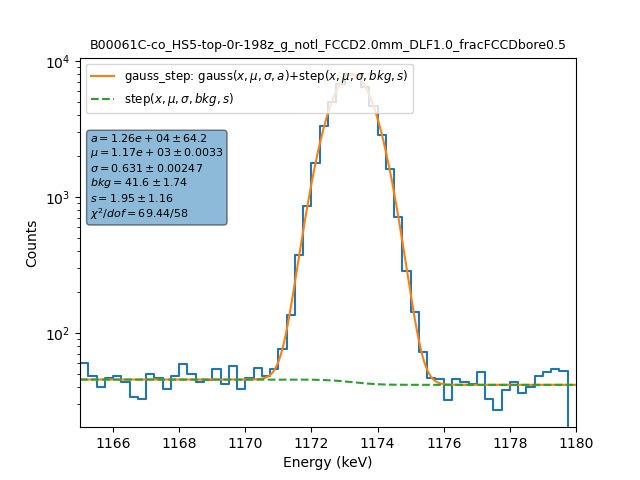 B00061C-co_HS5-top-0r-198z_g_notl_FCCD2.0mm_DLF1.0_fracFCCDbore0.5
gauss_step: gauss(x, μ, σ, a)+step(x, μ, σ, bkg, s)
step(x, μ, σ, bkg, s)
a = 1.26e + 04 ± 64.2
μ = 1.17e + 03 ± 0.0033
σ = 0.631 ± 0.00247
bkg = 41.6 ± 1.74
s = 1.95 ± 1.16
χ²/dof = 69.44/58
10⁴
10³
10²
Counts
1166 1168 1170 1172 1174 1176 1178 1180
Energy (keV)